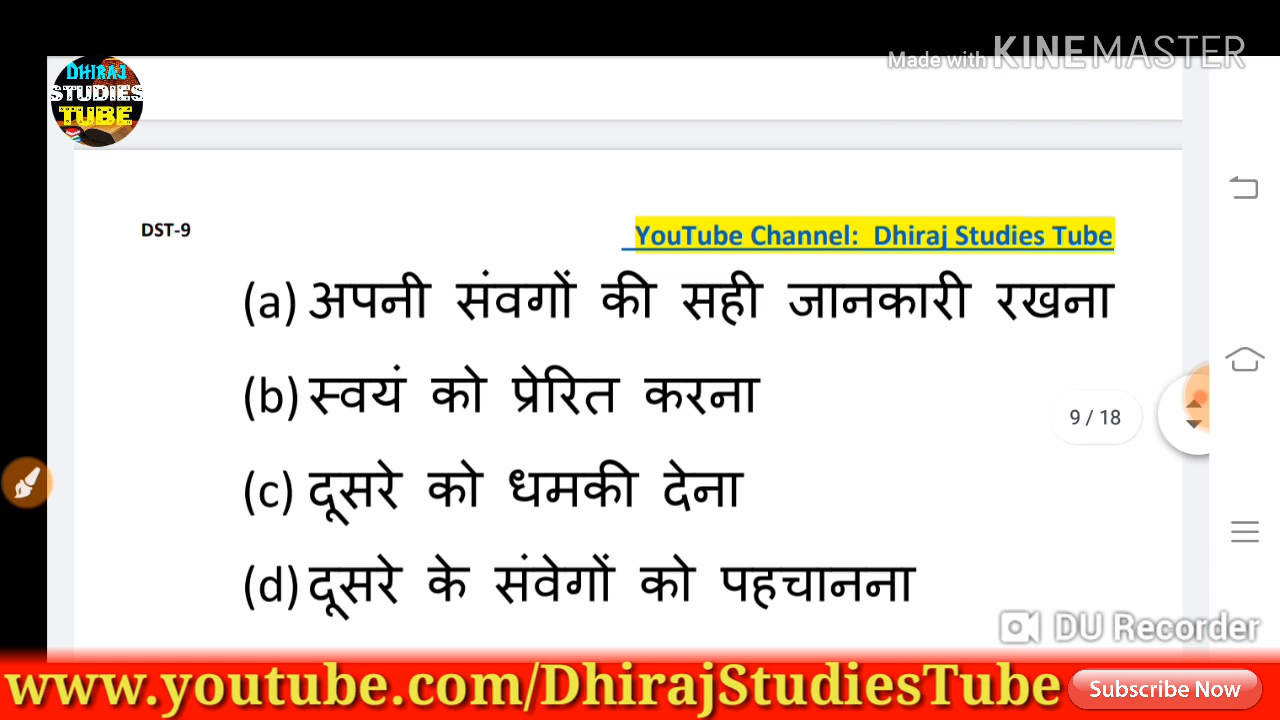 Made with KINEMASTER
DHIRAJ
STUDIES
TUBE
DST-9
YouTube Channel: Dhiraj Studies Tube
(a) अपनी संवगों की सही जानकारी रखना
(b) स्वयं को प्रेरित करना
9 / 18
(c) दूसरे को धमकी देना
(d) दूसरे के संवेगों को पहचानना
DU Recorder
www.youtube.com/DhirajStudiesTube
Subscribe Now